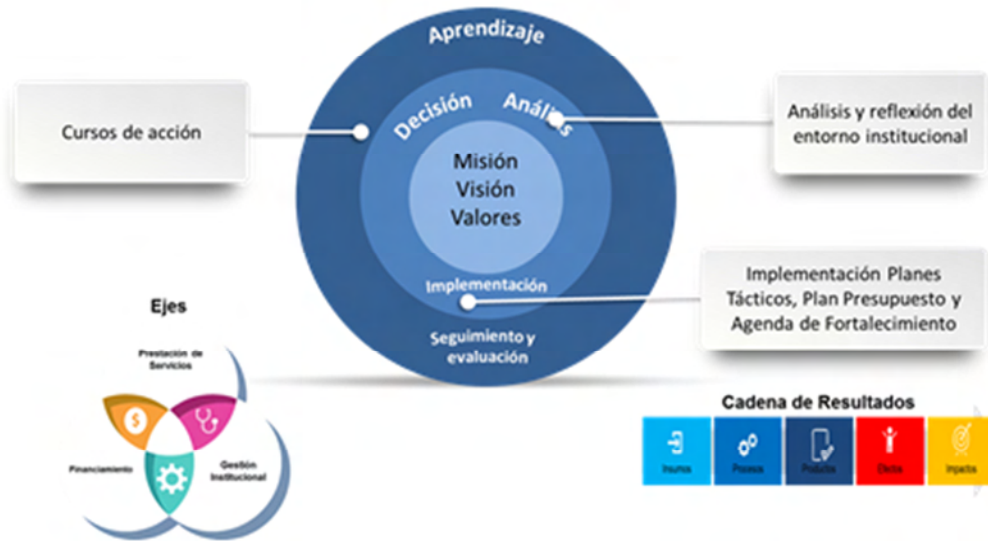 Aprendizaje
Decisión
Análisis
Cursos de acción
Análisis y reflexión del
entorno institucional
Misión
Visión
Valores
Implementación
Implementación Planes
Tácticos, Plan Presupuesto y
Agenda de Fortalecimiento
Seguimiento y
evaluación
Ejes
Prestación de
Servicios
$
Financiamiento
Gestión
Institucional
Cadena de Resultados
Insumos
Procesos
Productos
Efectos
Impactos